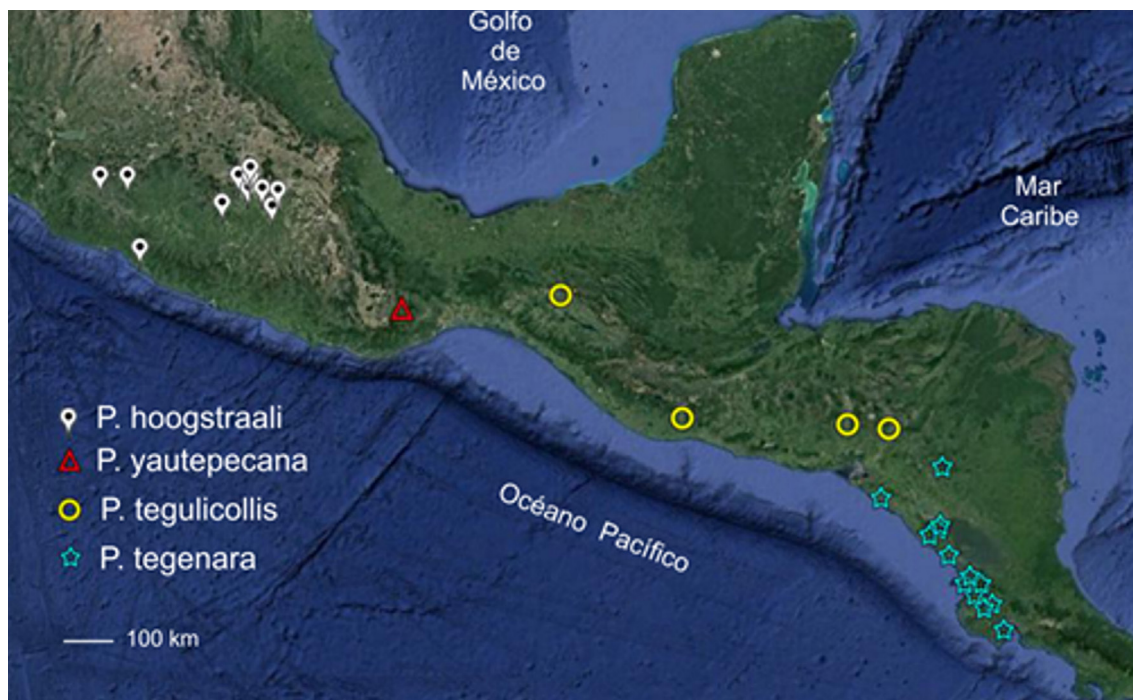 Golfo
de
México
Mar
Caribe
P. hoogstraali
P. yautepecana
P. tegulicollis
P. tegenara
Océano Pacífico
100 km